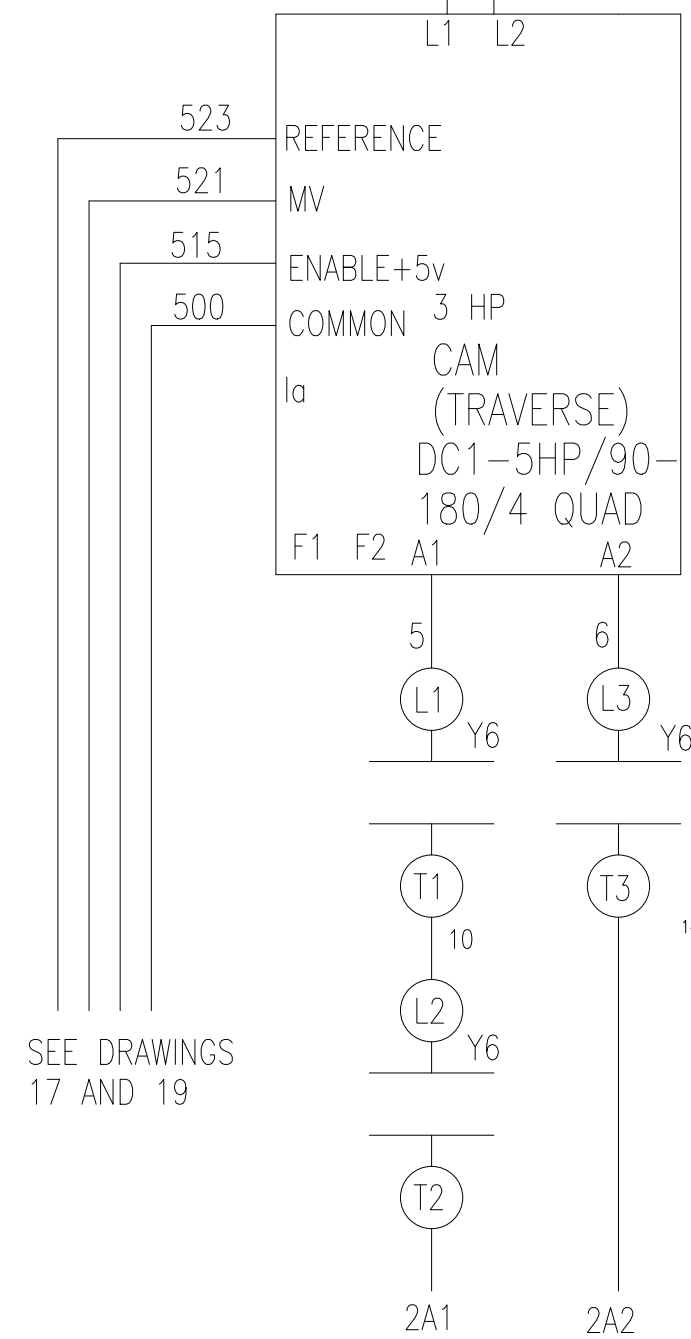 L1 L2
523
REFERENCE
521
MV
515
ENABLE+5v
500
COMMON
3 HP
Ia
CAM
(TRAVERSE)
DC1-5HP/90-
180/4 QUAD
F1 F2 A1 A2
5 6
L1 L3
Y6 Y6
T1 T3
10
L2
Y6
SEE DRAWINGS
17 AND 19
T2
2A1 2A2